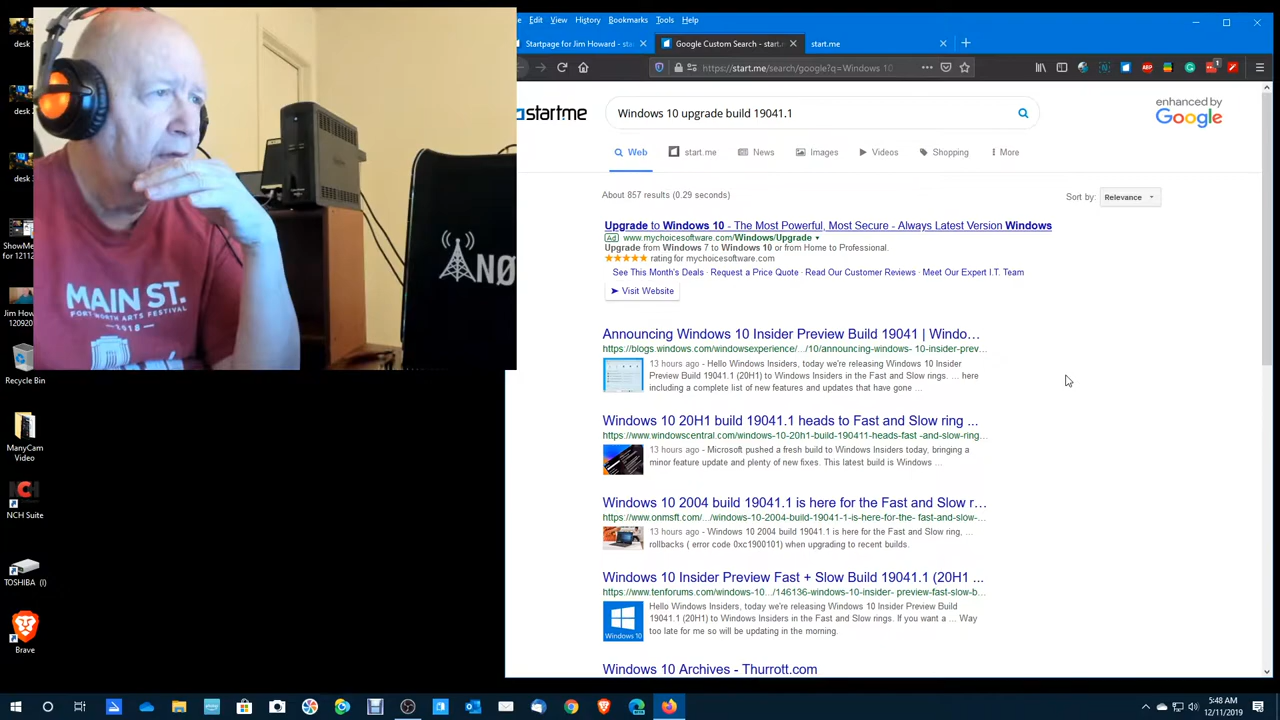 Edit View History Bookmarks Tools Help
Startpage for Jim Howard - sta
Google Custom Search - start.m
start.me
https://start.me/search/google?q=Windows 10
startme
Windows 10 upgrade build 19041.1
enhanced by
Google
Web
start.me
News
Images
Videos
Shopping
More
About 857 results (0.29 seconds)
Sort by: Relevance
Upgrade to Windows 10 - The Most Powerful, Most Secure - Always Latest Version Windows
Ad www.mychoicesoftware.com/Windows/Upgrade
Upgrade from Windows 7 to Windows 10 or from Home to Professional.
rating for mychoicesoftware.com
See This Month's Deals · Request a Price Quote · Read Our Customer Reviews · Meet Our Expert I.T. Team
Visit Website
Announcing Windows 10 Insider Preview Build 19041 | Windo...
https://blogs.windows.com/windowsexperience/.../10/announcing-windows- 10-insider-prev...
13 hours ago - Hello Windows Insiders, today we're releasing Windows 10 Insider
Preview Build 19041.1 (20H1) to Windows Insiders in the Fast and Slow rings. ... here
including a complete list of new features and updates that have gone ...
Windows 10 20H1 build 19041.1 heads to Fast and Slow ring ...
https://www.windowscentral.com/windows-10-20h1-build-190411-heads-fast -and-slow-ring...
13 hours ago - Microsoft pushed a fresh build to Windows Insiders today, bringing a
minor feature update and plenty of new fixes. This latest build is Windows ...
Windows 10 2004 build 19041.1 is here for the Fast and Slow r...
https://www.onmsft.com/.../windows-10-2004-build-19041-1-is-here-for-the- fast-and-slow-...
13 hours ago - Windows 10 2004 build 19041.1 is here for the Fast and Slow ring, ...
rollbacks ( error code 0xc1900101) when upgrading to recent builds.
Windows 10 Insider Preview Fast + Slow Build 19041.1 (20H1 ...
https://www.tenforums.com/windows-10.../146136-windows-10-insider- preview-fast-slow-b...
Windows 10
Hello Windows Insiders, today we're releasing Windows 10 Insider Preview Build
19041.1 (20H1) to Windows Insiders in the Fast and Slow rings. If you want a ... Way
too late for me so will be updating in the morning.
Windows 10 Archives - Thurrott.com
MAIN ST.
FORT WORTH ARTS FESTIVAL
2018
desk
ShowMe
for 12112
Jim How
120920
Recycle Bin
ManyCam
Video
NCH Suite
TOSHIBA (I)
Brave
5:48 AM
12/11/2019